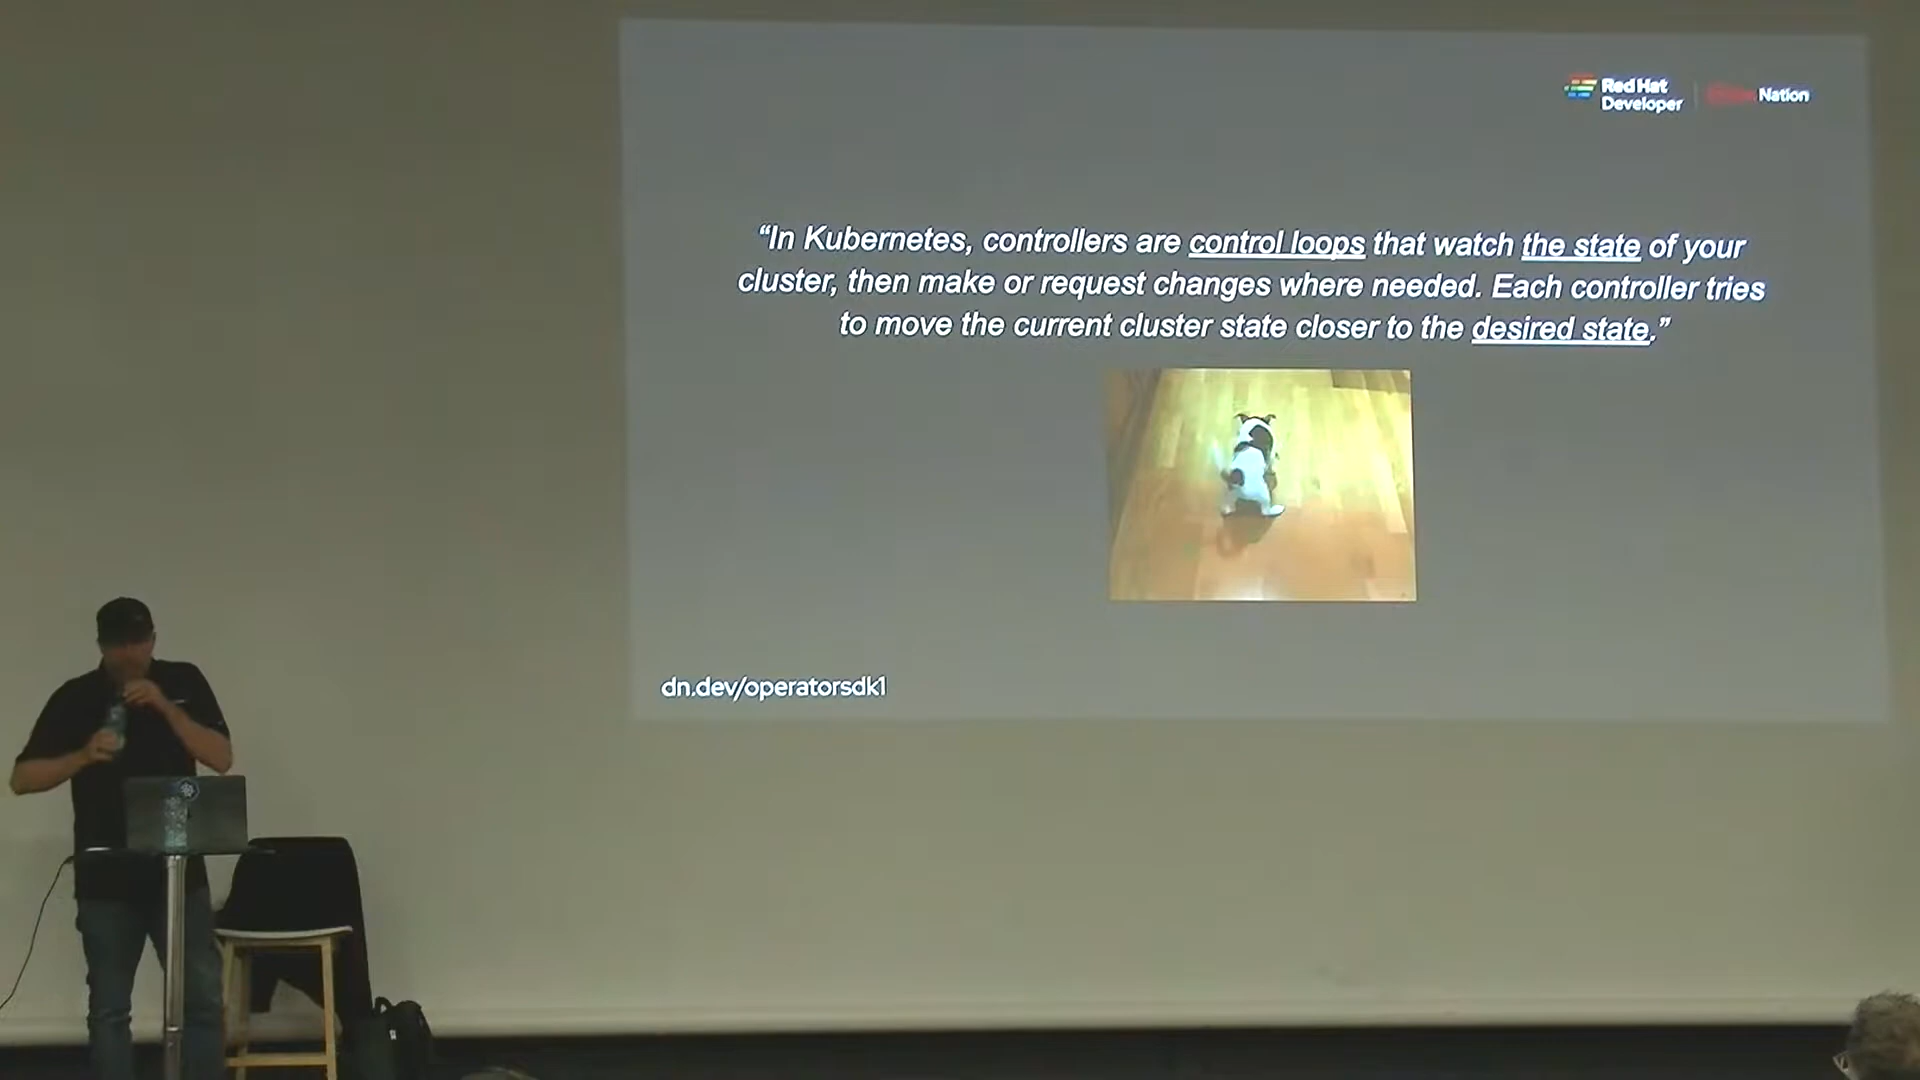 Red Hat
Developer
Nation
“In Kubernetes, controllers are control loops that watch the state of your
cluster, then make or request changes where needed. Each controller tries
to move the current cluster state closer to the desired state.”
dn.dev/operatorsdk1